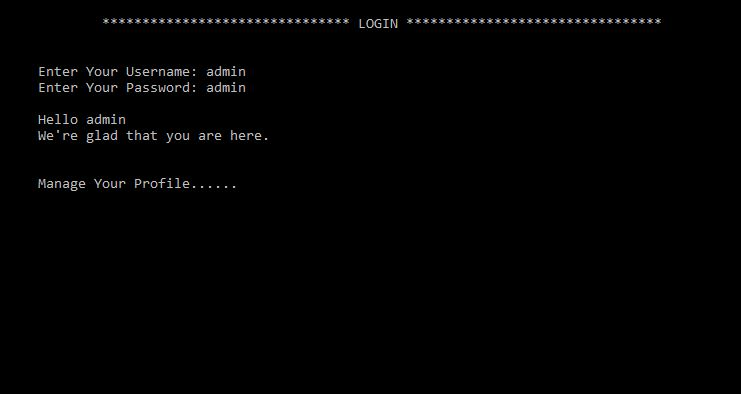 ******************************* LOGIN ********************************
Enter Your Username: admin
Enter Your Password: admin
Hello admin
We're glad that you are here.
Manage Your Profile......